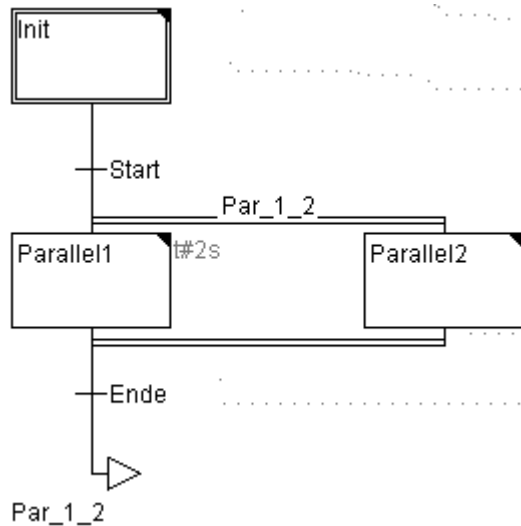 Init
Start
Par_1_2
Parallel1
t#2s
Parallel2
Ende
Par_1_2